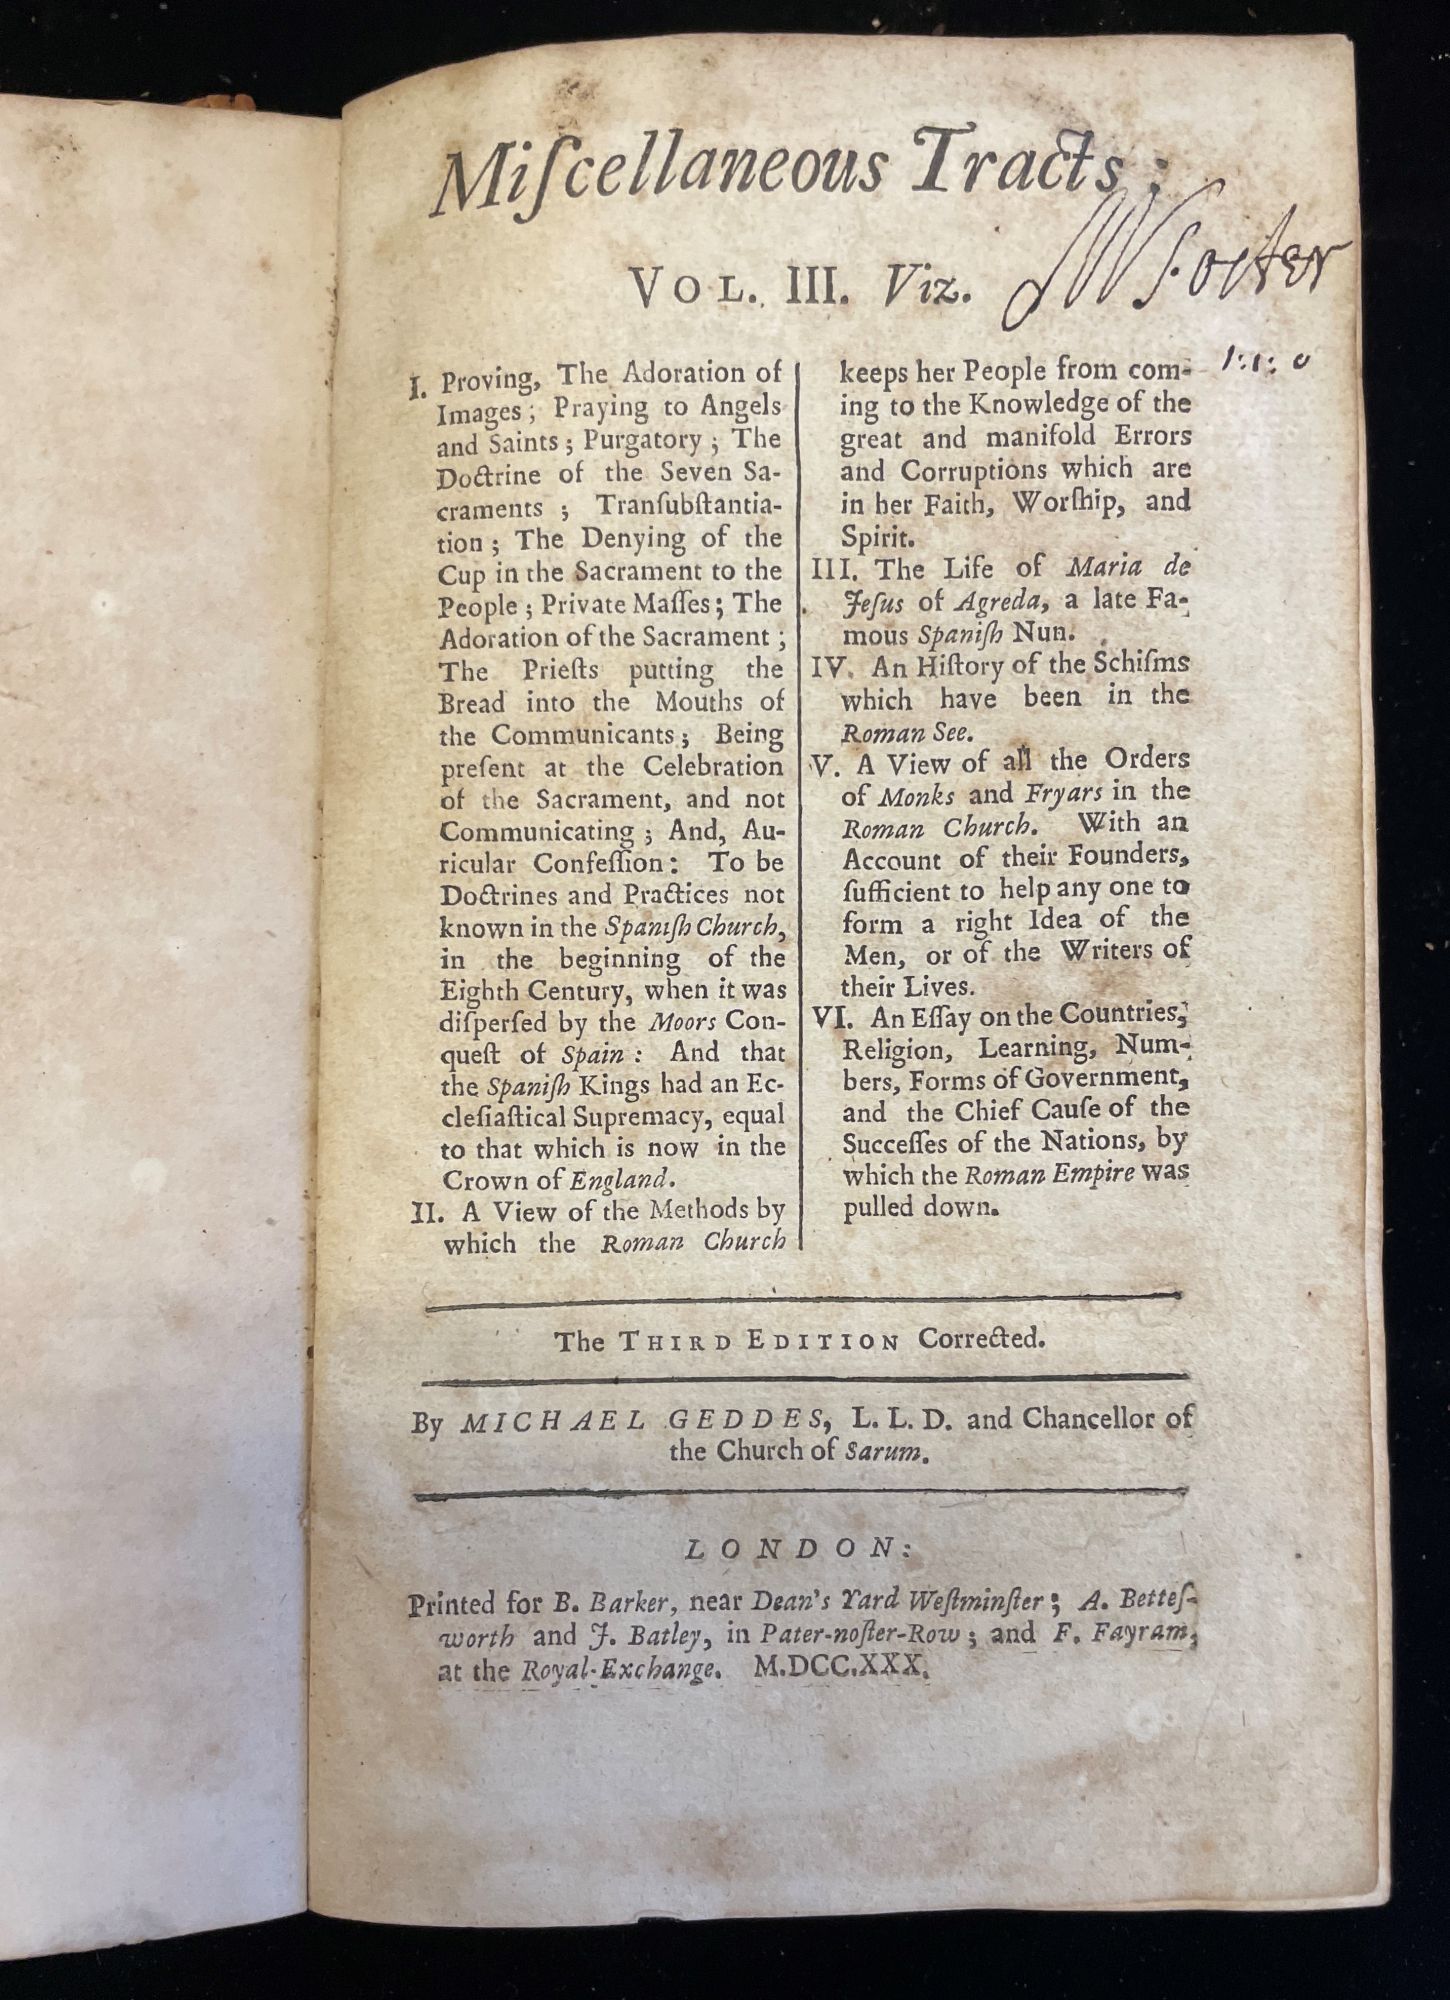 Miſcellaneous Tracts;
VOL. III. Viz.
W Foster
1:1:0
I. Proving, The Adoration of
Images; Praying to Angels
and Saints; Purgatory; The
Doctrine of the Seven Sa-
craments; Tranſubſtantia-
tion; The Denying of the
Cup in the Sacrament to the
People; Private Maſſes; The
Adoration of the Sacrament;
The Prieſts putting the
Bread into the Mouths of
the Communicants; Being
preſent at the Celebration
of the Sacrament, and not
Communicating; And, Au-
ricular Confeſſion: To be
Doctrines and Practices not
known in the Spaniſh Church,
in the beginning of the
Eighth Century, when it was
diſperſed by the Moors Con-
queſt of Spain: And that
the Spaniſh Kings had an Ec-
cleſiaſtical Supremacy, equal
to that which is now in the
Crown of England.
II. A View of the Methods by
which the Roman Church
keeps her People from com-
ing to the Knowledge of the
great and manifold Errors
and Corruptions which are
in her Faith, Worſhip, and
Spirit.
III. The Life of Maria de
Jeſus of Agreda, a late Fa-
mous Spaniſh Nun.
IV. An Hiſtory of the Schiſms
which have been in the
Roman See.
V. A View of all the Orders
of Monks and Fryars in the
Roman Church. With an
Account of their Founders,
ſufficient to help any one to
form a right Idea of the
Men, or of the Writers of
their Lives.
VI. An Eſſay on the Countries,
Religion, Learning, Num-
bers, Forms of Government,
and the Chief Cauſe of the
Succeſſes of the Nations, by
which the Roman Empire was
pulled down.
The THIRD EDITION Corrected.
By MICHAEL GEDDES, L. L. D. and Chancellor of
the Church of Sarum.
LONDON:
Printed for B. Barker, near Dean's Yard Weſtminſter; A. Betteſ-
worth and J. Batley, in Pater-noſter-Row; and F. Fayram,
at the Royal-Exchange. M.DCC.XXX.